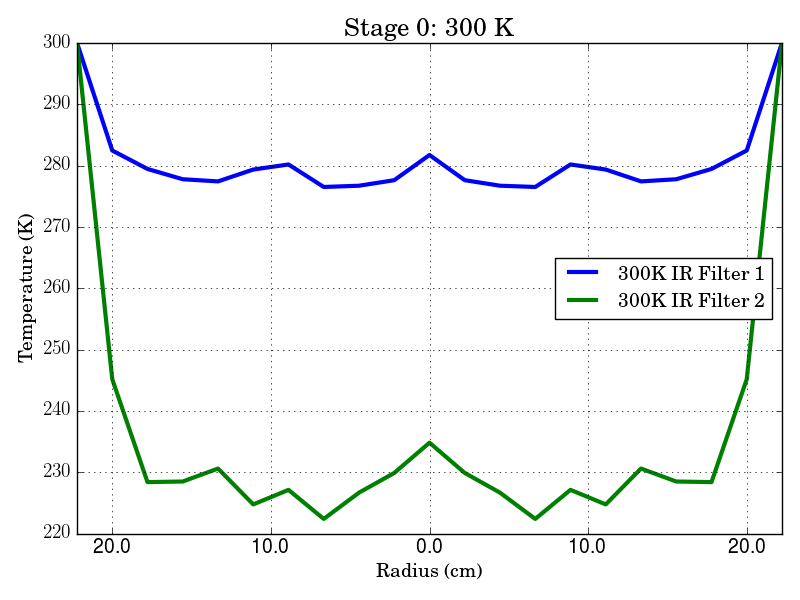 Stage 0: 300 K
300
290
280
270
260
250
240
230
220
Temperature (K)
300K IR Filter 1
300K IR Filter 2
20.0 10.0 0.0 10.0 20.0
Radius (cm)